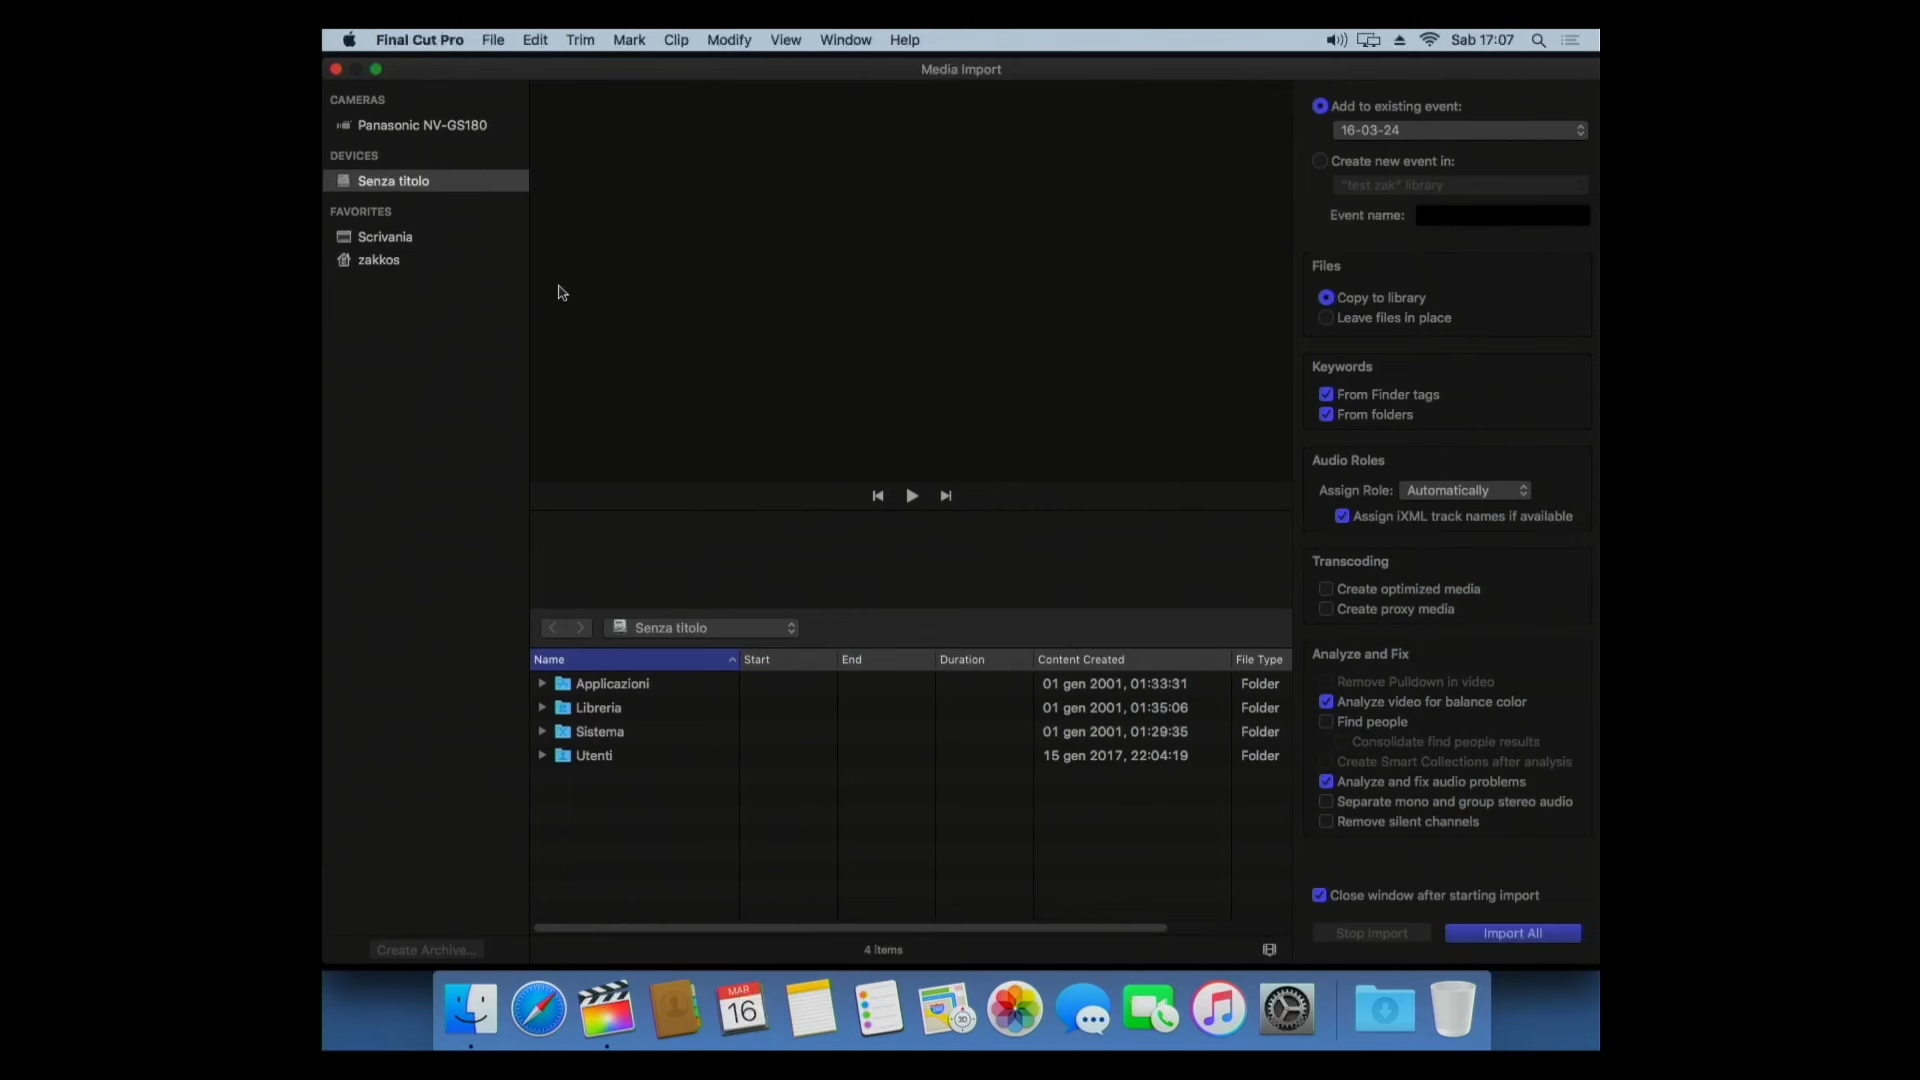 Final Cut Pro File Edit Trim Mark Clip Modify View Window Help Sab 17:07
Media Import
CAMERAS
Panasonic NV-GS180
DEVICES
Senza titolo
FAVORITES
Scrivania
zakkos
Senza titolo
Name Start End Duration Content Created File Type
Applicazioni 01 gen 2001, 01:33:31 Folder
Libreria 01 gen 2001, 01:35:06 Folder
Sistema 01 gen 2001, 01:29:35 Folder
Utenti 15 gen 2017, 22:04:19 Folder
Create Archive...
4 items
Add to existing event:
16-03-24
Create new event in:
"test zak" library
Event name:
Files
Copy to library
Leave files in place
Keywords
From Finder tags
From folders
Audio Roles
Assign Role: Automatically
Assign iXML track names if available
Transcoding
Create optimized media
Create proxy media
Analyze and Fix
Remove Pulldown in video
Analyze video for balance color
Find people
Consolidate find people results
Create Smart Collections after analysis
Analyze and fix audio problems
Separate mono and group stereo audio
Remove silent channels
Close window after starting import
Stop Import Import All
MAR
16
3D